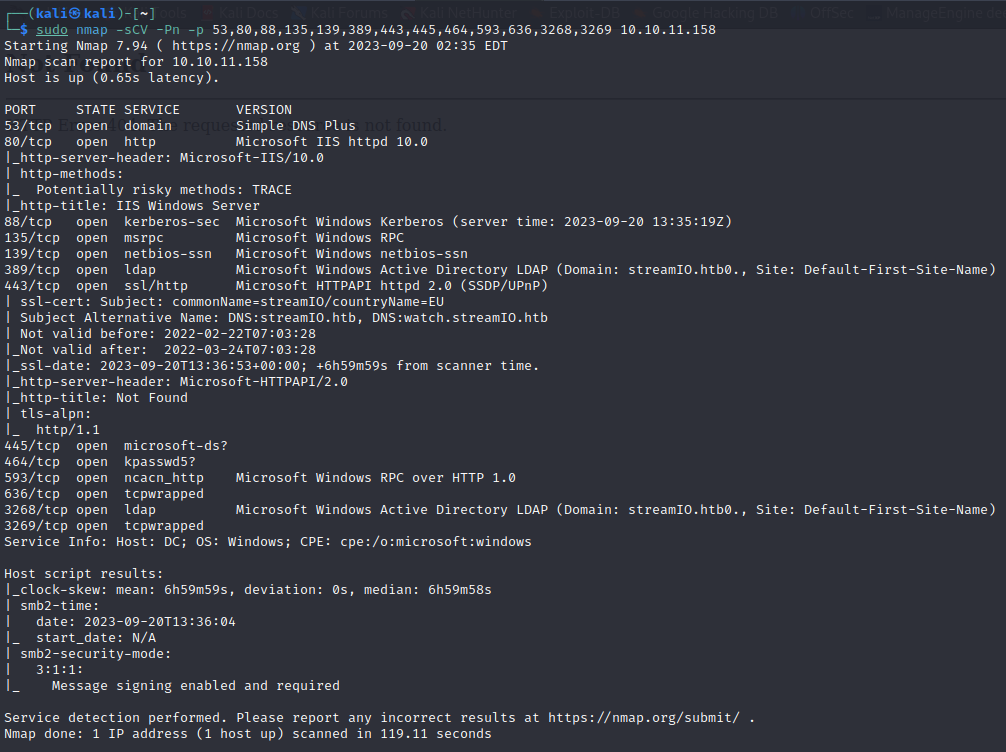 Tools Kali Docs Kali Forums Kali NetHunter Exploit-DB Google Hacking DB OffSec ManageEngine
┌──(kali㉿kali)-[~]
└─$ sudo nmap -sCV -Pn -p 53,80,88,135,139,389,443,445,464,593,636,3268,3269 10.10.11.158
Starting Nmap 7.94 ( https://nmap.org ) at 2023-09-20 02:35 EDT
Nmap scan report for 10.10.11.158
Host is up (0.65s latency).
PORT     STATE SERVICE       VERSION
53/tcp   open  domain        Simple DNS Plus
80/tcp   open  http          Microsoft IIS httpd 10.0
|_http-server-header: Microsoft-IIS/10.0
| http-methods:
|_  Potentially risky methods: TRACE
|_http-title: IIS Windows Server
88/tcp   open  kerberos-sec  Microsoft Windows Kerberos (server time: 2023-09-20 13:35:19Z)
135/tcp  open  msrpc         Microsoft Windows RPC
139/tcp  open  netbios-ssn   Microsoft Windows netbios-ssn
389/tcp  open  ldap          Microsoft Windows Active Directory LDAP (Domain: streamIO.htb0., Site: Default-First-Site-Name)
443/tcp  open  ssl/http      Microsoft HTTPAPI httpd 2.0 (SSDP/UPnP)
| ssl-cert: Subject: commonName=streamIO/countryName=EU
| Subject Alternative Name: DNS:streamIO.htb, DNS:watch.streamIO.htb
| Not valid before: 2022-02-22T07:03:28
|_Not valid after:  2022-03-24T07:03:28
|_ssl-date: 2023-09-20T13:36:53+00:00; +6h59m59s from scanner time.
|_http-server-header: Microsoft-HTTPAPI/2.0
|_http-title: Not Found
| tls-alpn:
|_  http/1.1
445/tcp  open  microsoft-ds?
464/tcp  open  kpasswd5?
593/tcp  open  ncacn_http    Microsoft Windows RPC over HTTP 1.0
636/tcp  open  tcpwrapped
3268/tcp open  ldap          Microsoft Windows Active Directory LDAP (Domain: streamIO.htb0., Site: Default-First-Site-Name)
3269/tcp open  tcpwrapped
Service Info: Host: DC; OS: Windows; CPE: cpe:/o:microsoft:windows
Host script results:
|_clock-skew: mean: 6h59m59s, deviation: 0s, median: 6h59m58s
| smb2-time:
|   date: 2023-09-20T13:36:04
|_  start_date: N/A
| smb2-security-mode:
|   3:1:1:
|_    Message signing enabled and required
Service detection performed. Please report any incorrect results at https://nmap.org/submit/ .
Nmap done: 1 IP address (1 host up) scanned in 119.11 seconds